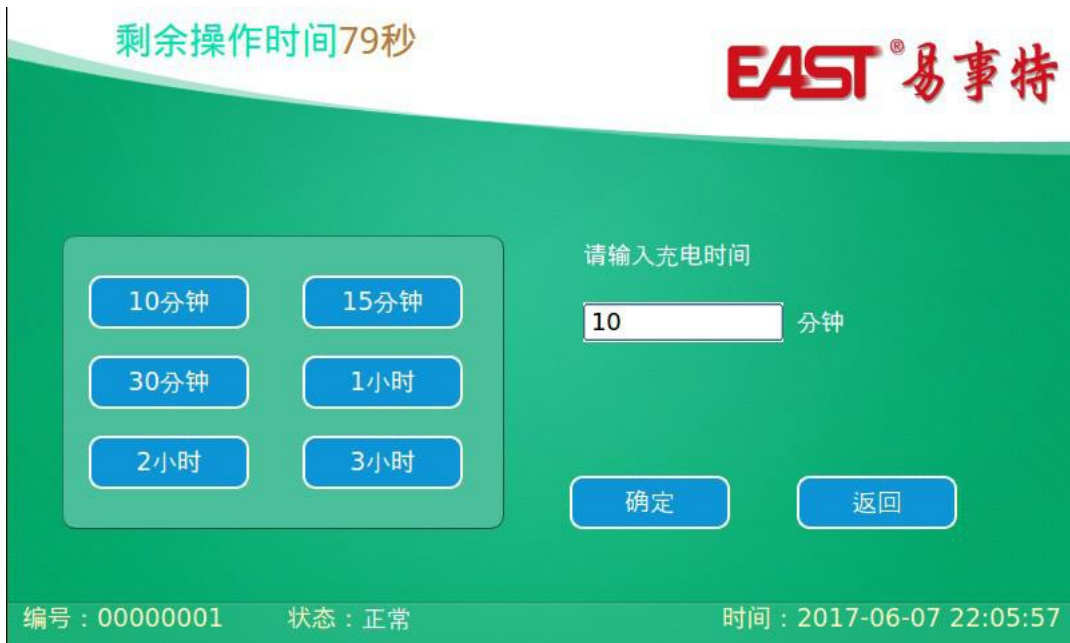 剩余操作时间79秒
EAST®易事特
请输入充电时间
10分钟 15分钟
10 分钟
30分钟 1小时
2小时 3小时
确定 返回
编号：00000001 状态：正常 时间：2017-06-07 22:05:57